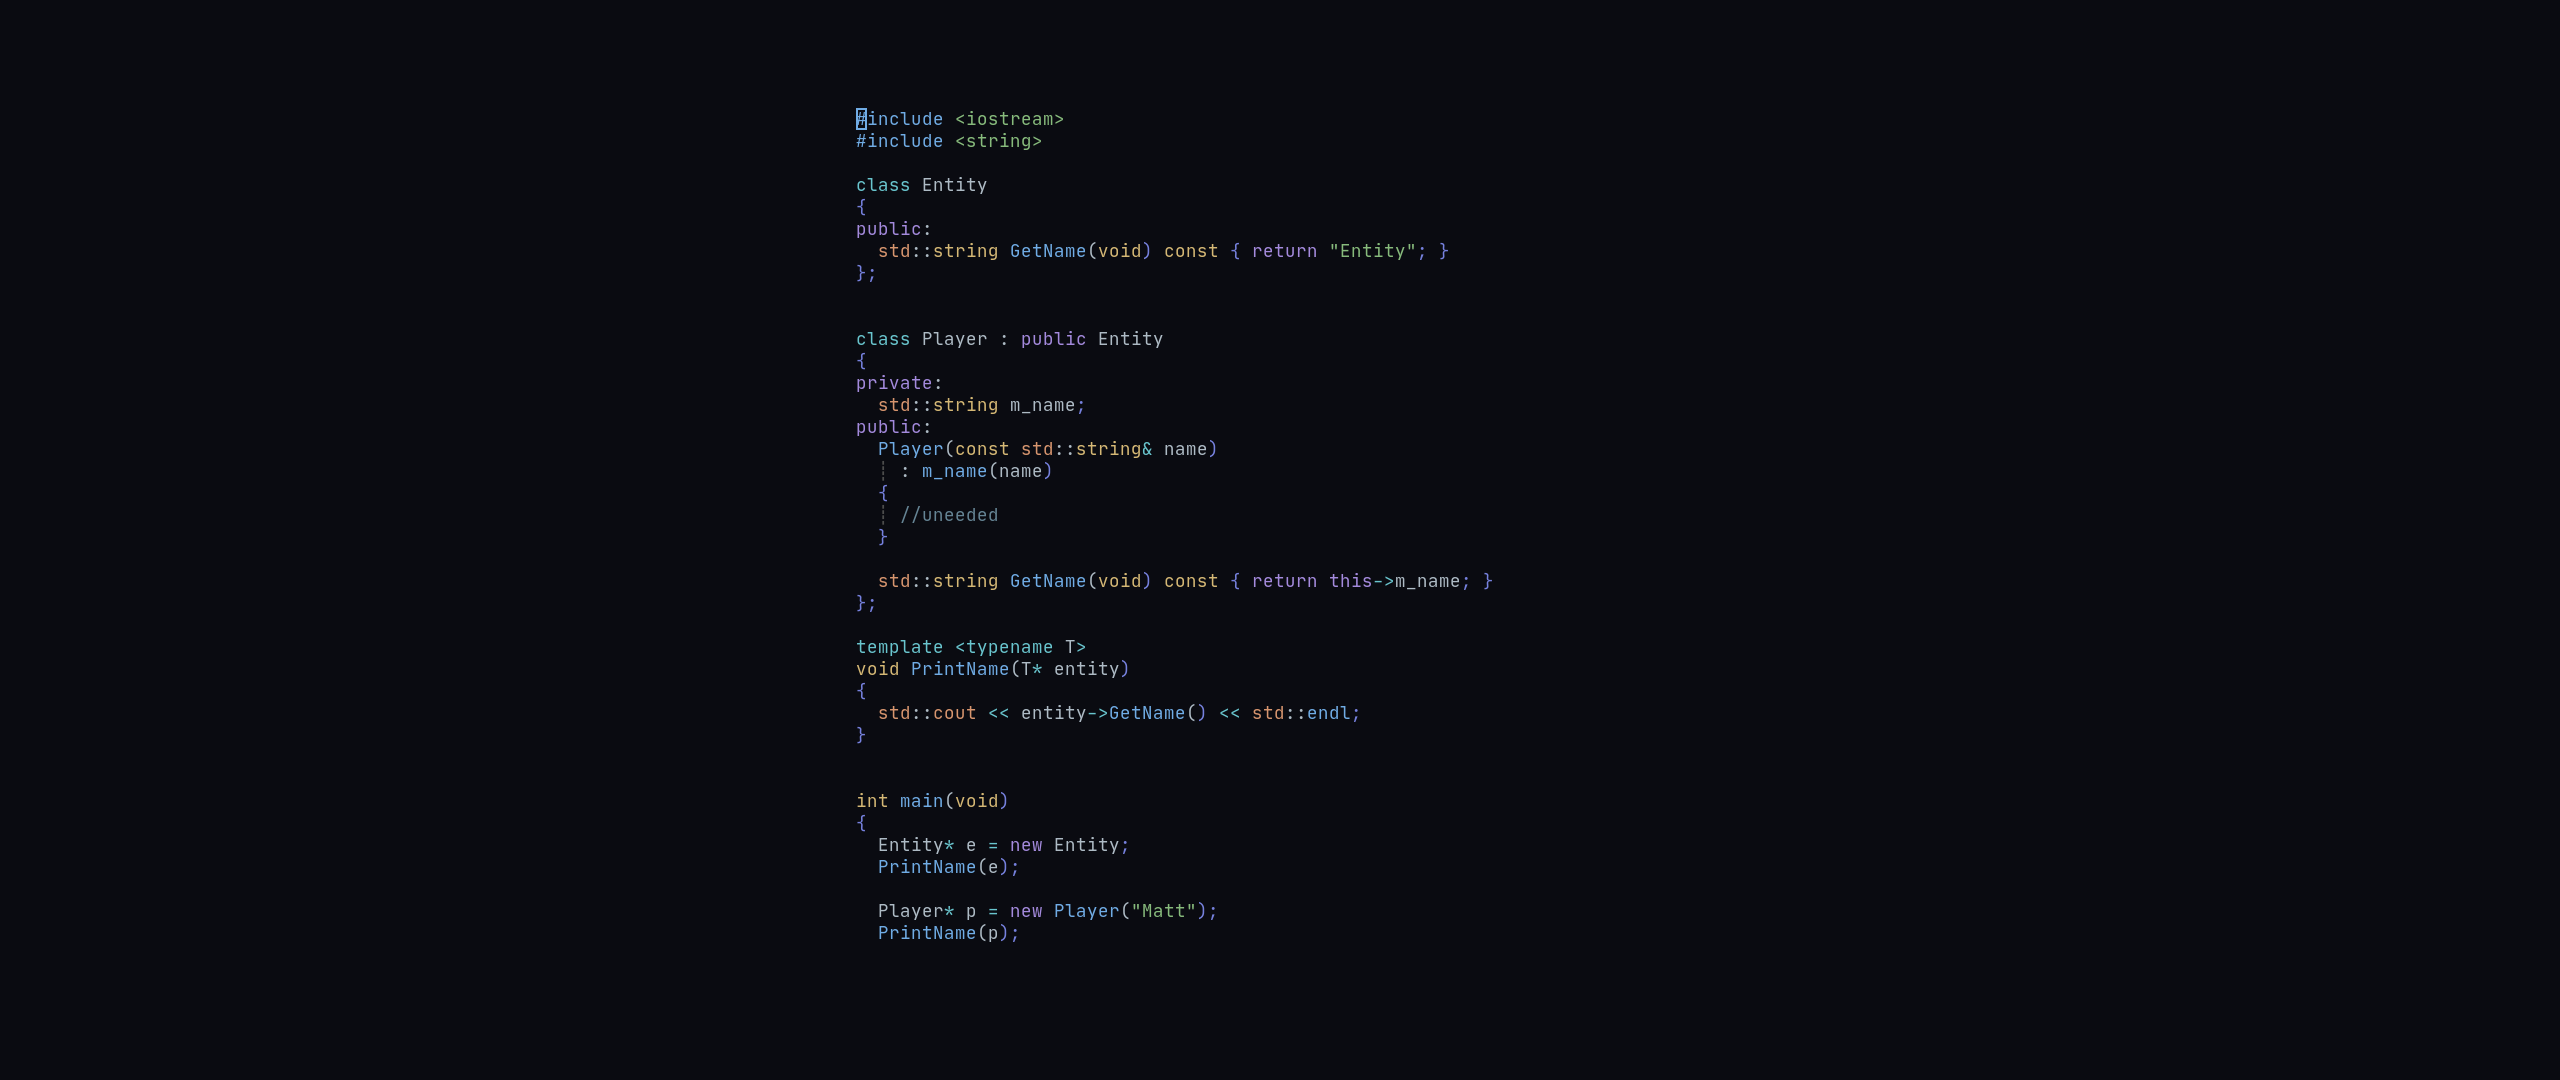 #include <iostream>
#include <string>
class Entity
{
public:
std::string GetName(void) const { return "Entity"; }
};
class Player : public Entity
{
private:
std::string m_name;
public:
Player(const std::string& name)
: m_name(name)
{
//uneeded
}
std::string GetName(void) const { return this->m_name; }
};
template <typename T>
void PrintName(T* entity)
{
std::cout << entity->GetName() << std::endl;
}
int main(void)
{
Entity* e = new Entity;
PrintName(e);
Player* p = new Player("Matt");
PrintName(p);